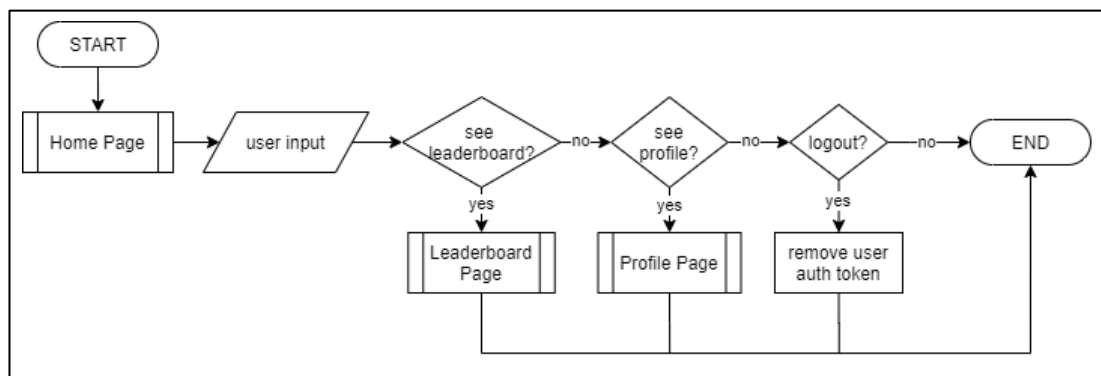 START
Home Page
user input
see
leaderboard?
no
see
profile?
no
logout?
no
END
yes
yes
yes
Leaderboard
Page
Profile Page
remove user
auth token